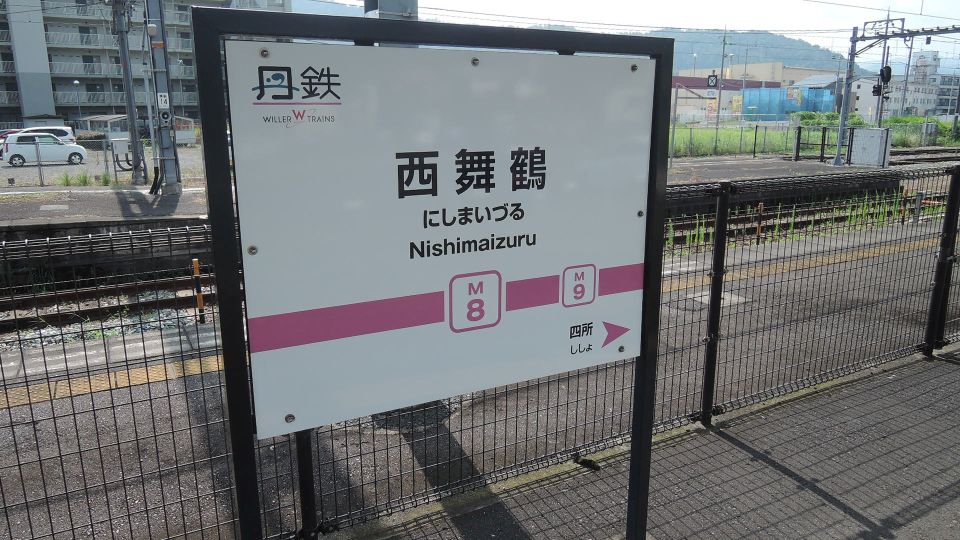 丹鉄
WILLER TRAINS
西舞鶴
にしまいづる
Nishimaizuru
M
8
M
9
四所
ししょ